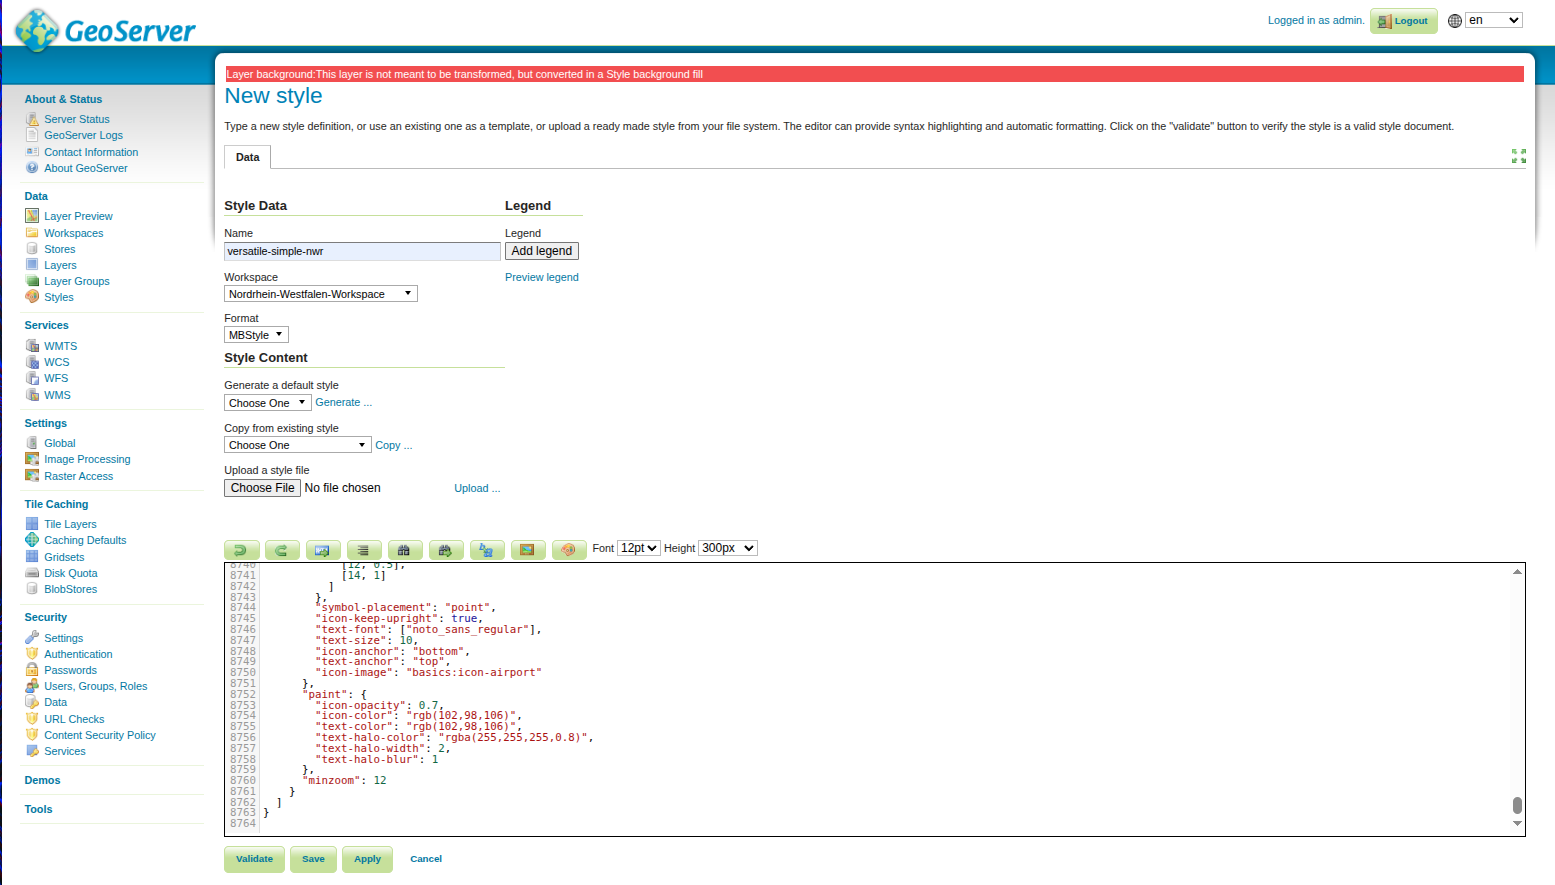 GeoServer
Logged in as admin.
Logout
en
Layer background:This layer is not meant to be transformed, but converted in a Style background fill
New style
Type a new style definition, or use an existing one as a template, or upload a ready made style from your file system. The editor can provide syntax highlighting and automatic formatting. Click on the "validate" button to verify the style is a valid style document.
Data
About & Status
Server Status
GeoServer Logs
Contact Information
About GeoServer
Data
Layer Preview
Workspaces
Stores
Layers
Layer Groups
Styles
Services
WMTS
WCS
WFS
WMS
Settings
Global
Image Processing
Raster Access
Tile Caching
Tile Layers
Caching Defaults
Gridsets
Disk Quota
BlobStores
Security
Settings
Authentication
Passwords
Users, Groups, Roles
Data
URL Checks
Content Security Policy
Services
Demos
Tools
Style Data
Name
versatile-simple-nwr
Workspace
Nordrhein-Westfalen-Workspace
Format
MBStyle
Legend
Legend
Add legend
Preview legend
Style Content
Generate a default style
Choose One Generate ...
Copy from existing style
Choose One Copy ...
Upload a style file
Choose File No file chosen Upload ...
Font 12pt Height 300px
8740 [12, 0.5],
8741 [14, 1]
8742 ]
8743 },
8744 "symbol-placement": "point",
8745 "icon-keep-upright": true,
8746 "text-font": ["noto_sans_regular"],
8747 "text-size": 10,
8748 "icon-anchor": "bottom",
8749 "text-anchor": "top",
8750 "icon-image": "basics:icon-airport"
8751 },
8752 "paint": {
8753 "icon-opacity": 0.7,
8754 "icon-color": "rgb(102,98,106)",
8755 "text-color": "rgb(102,98,106)",
8756 "text-halo-color": "rgba(255,255,255,0.8)",
8757 "text-halo-width": 2,
8758 "text-halo-blur": 1
8759 },
8760 "minzoom": 12
8761 }
8762 ]
8763 }
8764
Validate Save Apply Cancel